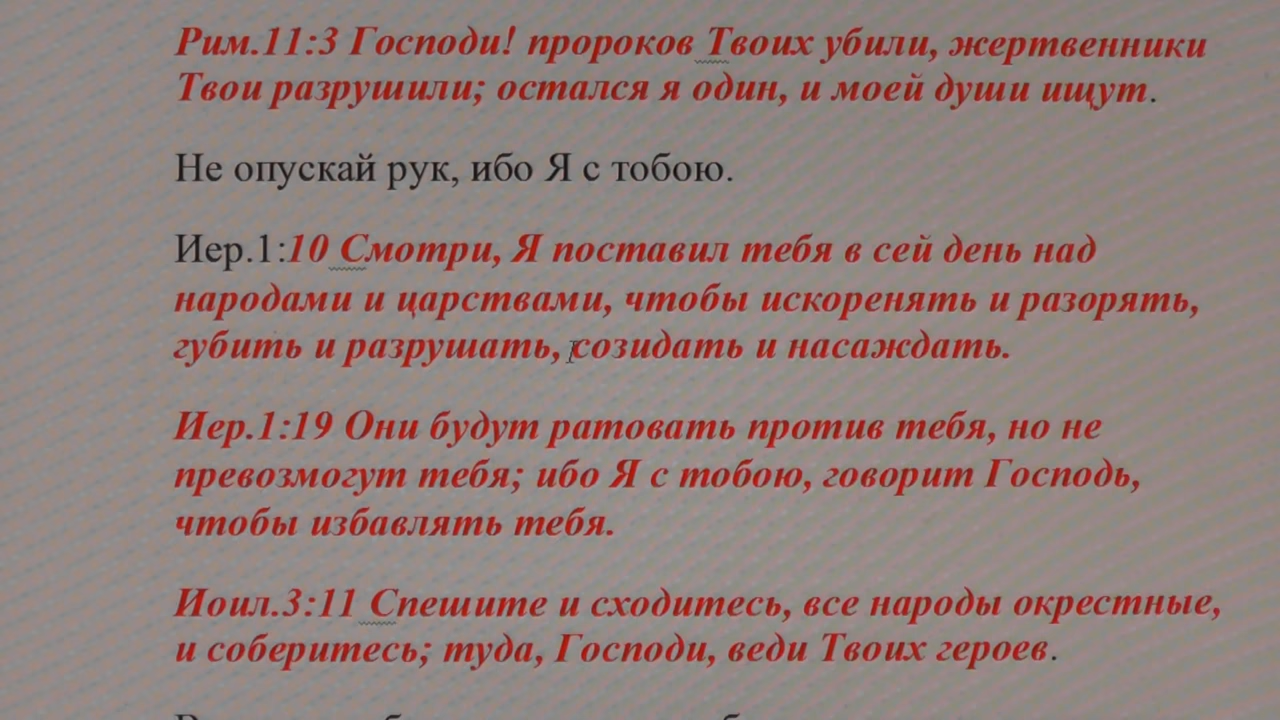 Рим.11:3 Господи! пророков Твоих убили, жертвенники
Твои разрушили; остался я один, и моей души ищут.
Не опускай рук, ибо Я с тобою.
Иер.1:10 Смотри, Я поставил тебя в сей день над
народами и царствами, чтобы искоренять и разорять,
губить и разрушать, созидать и насаждать.
Иер.1:19 Они будут ратовать против тебя, но не
превозмогут тебя; ибо Я с тобою, говорит Господь,
чтобы избавлять тебя.
Иоил.3:11 Спешите и сходитесь, все народы окрестные,
и соберитесь; туда, Господи, веди Твоих героев.